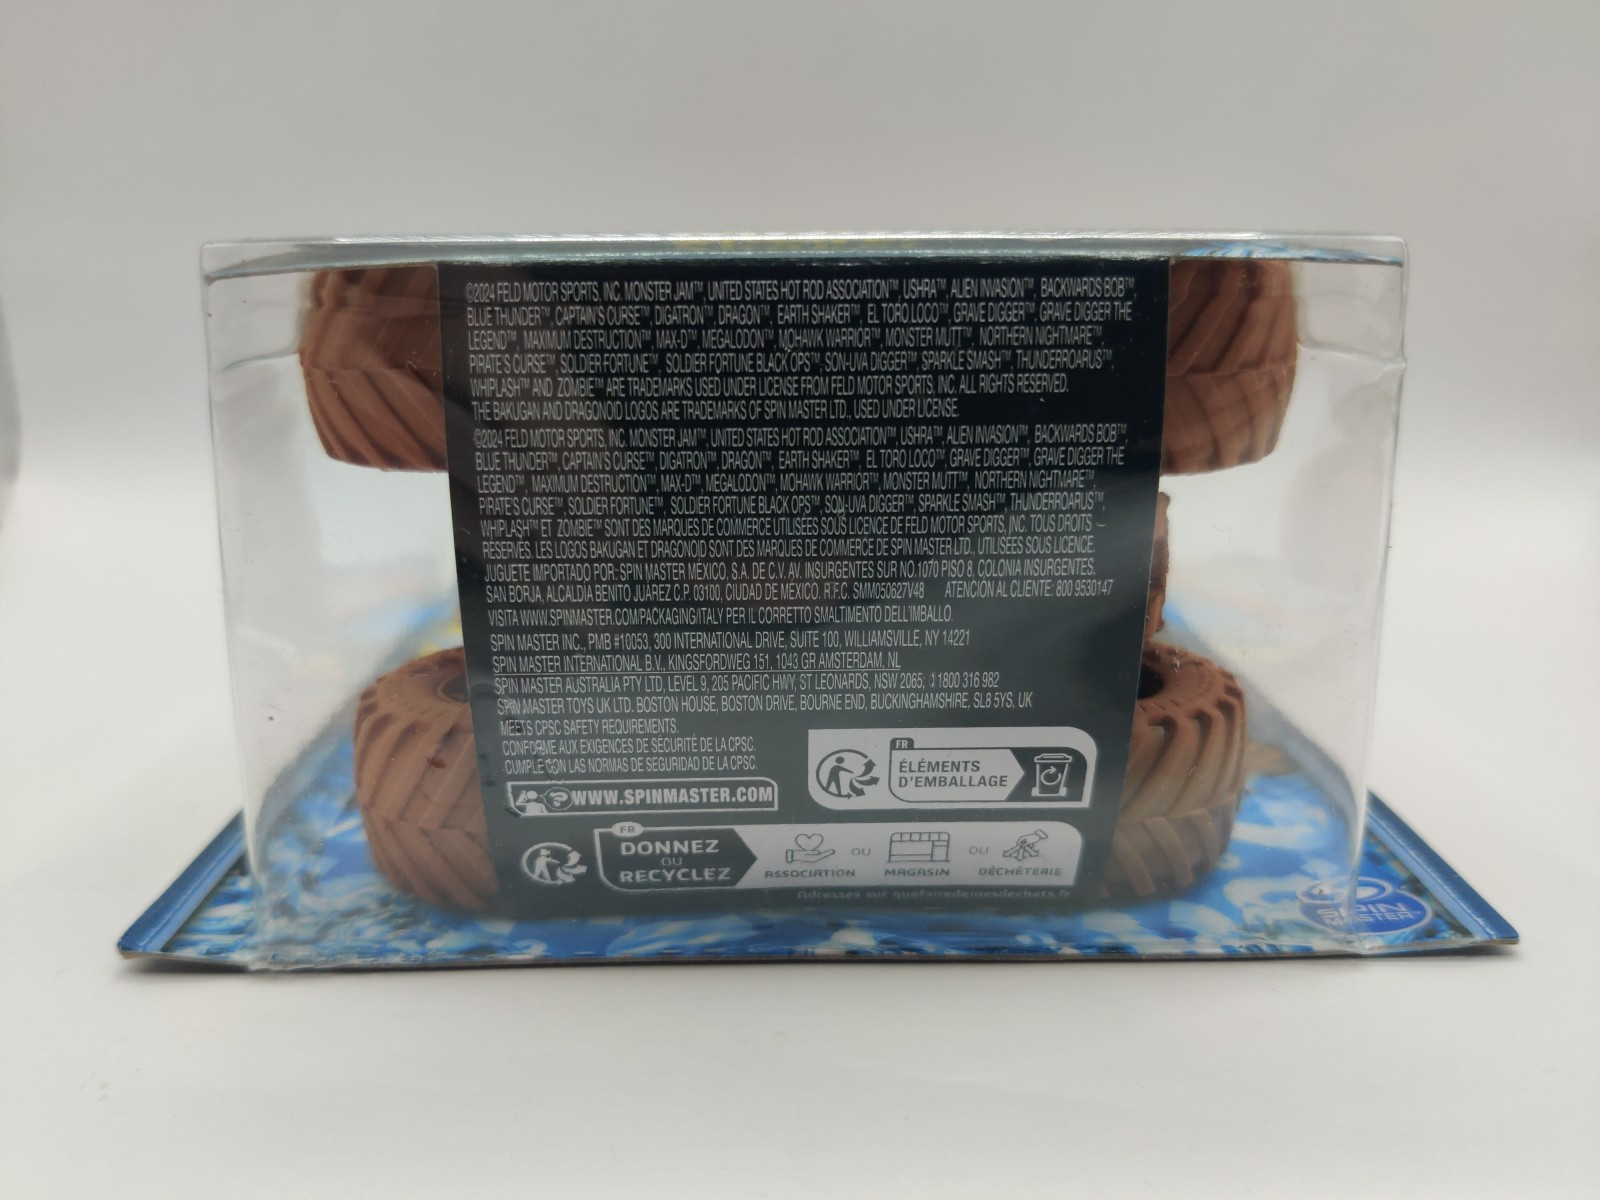 ©2024 FELD MOTOR SPORTS, INC. MONSTER JAM™, UNITED STATES HOT ROD ASSOCIATION™, USHRA™, ALIEN INVASION™, BACKWARDS BOB™,
BLUE THUNDER™, CAPTAIN'S CURSE™, DIGATRON™, DRAGON™, EARTH SHAKER™, EL TORO LOCO™, GRAVE DIGGER™, GRAVE DIGGER THE
LEGEND™, MAXIMUM DESTRUCTION™, MAX-D™, MEGALODON™, MOHAWK WARRIOR™, MONSTER MUTT™, NORTHERN NIGHTMARE™,
PIRATE'S CURSE™, SOLDIER FORTUNE™, SOLDIER FORTUNE BLACK OPS™, SON-UVA DIGGER™, SPARKLE SMASH™, THUNDERROARUS™,
WHIPLASH™ AND ZOMBIE™ ARE TRADEMARKS USED UNDER LICENSE FROM FELD MOTOR SPORTS, INC. ALL RIGHTS RESERVED.
THE BAKUGAN AND DRAGONOID LOGOS ARE TRADEMARKS OF SPIN MASTER LTD., USED UNDER LICENSE.
©2024 FELD MOTOR SPORTS, INC. MONSTER JAM™, UNITED STATES HOT ROD ASSOCIATION™, USHRA™, ALIEN INVASION™, BACKWARDS BOB™,
BLUE THUNDER™, CAPTAIN'S CURSE™, DIGATRON™, DRAGON™, EARTH SHAKER™, EL TORO LOCO™, GRAVE DIGGER™, GRAVE DIGGER THE
LEGEND™, MAXIMUM DESTRUCTION™, MAX-D™, MEGALODON™, MOHAWK WARRIOR™, MONSTER MUTT™, NORTHERN NIGHTMARE™,
PIRATE'S CURSE™, SOLDIER FORTUNE™, SOLDIER FORTUNE BLACK OPS™, SON-UVA DIGGER™, SPARKLE SMASH™, THUNDERROARUS™,
WHIPLASH™ ET ZOMBIE™ SONT DES MARQUES DE COMMERCE UTILISÉES SOUS LICENCE DE FELD MOTOR SPORTS, INC. TOUS DROITS
RÉSERVÉS. LES LOGOS BAKUGAN ET DRAGONOID SONT DES MARQUES DE COMMERCE DE SPIN MASTER LTD., UTILISÉES SOUS LICENCE.
JUGUETE IMPORTADO POR: SPIN MASTER MÉXICO, S.A. DE C.V. AV. INSURGENTES SUR NO.1070 PISO 8, COLONIA INSURGENTES,
SAN BORJA, ALCALDÍA BENITO JUÁREZ C.P. 03100, CIUDAD DE MÉXICO. R.F.C. SMM050627V48 ATENCIÓN AL CLIENTE: 800 9530147
VISITA WWW.SPINMASTER.COM/PACKAGING/ITALY PER IL CORRETTO SMALTIMENTO DELL'IMBALLO.
SPIN MASTER INC., PMB #10053, 300 INTERNATIONAL DRIVE, SUITE 100, WILLIAMSVILLE, NY 14221
SPIN MASTER INTERNATIONAL B.V., KINGSFORDWEG 151, 1043 GR AMSTERDAM, NL
SPIN MASTER AUSTRALIA PTY LTD, LEVEL 9, 205 PACIFIC HWY, ST LEONARDS, NSW 2065; 1800 316 982
SPIN MASTER TOYS UK LTD. BOSTON HOUSE, BOSTON DRIVE, BOURNE END, BUCKINGHAMSHIRE, SL8 5YS, UK
MEETS CPSC SAFETY REQUIREMENTS.
CONFORME AUX EXIGENCES DE SÉCURITÉ DE LA CPSC.
CUMPLE CON LAS NORMAS DE SEGURIDAD DE LA CPSC.
WWW.SPINMASTER.COM
FR
ÉLÉMENTS
D'EMBALLAGE
FR
DONNEZ
OU
RECYCLEZ
ASSOCIATION OU MAGASIN OU DÉCHÈTERIE
Adresses sur quefairedemesdechets.fr
SPIN
MASTER™